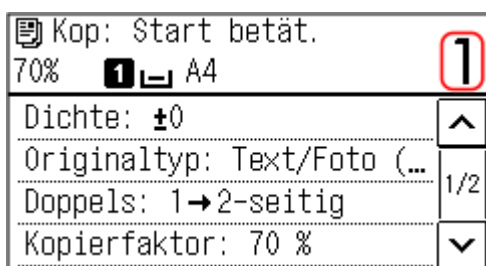 Kop: Start betät.
70% 1 A4
1
Dichte: ±0
Originaltyp: Text/Foto (…
Doppels: 1→2-seitig
1/2
Kopierfaktor: 70 %